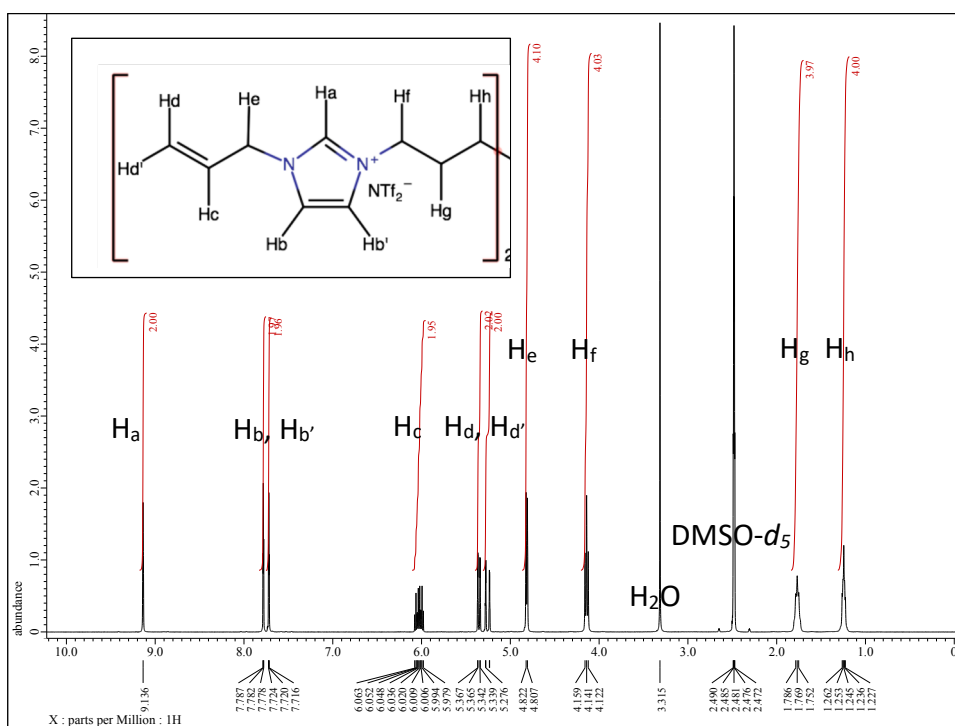 8.0
7.0
6.0
5.0
4.0
3.0
2.0
1.0
0
abundance
Hd
He
Ha
Hf
Hh
Hd'
N
N+
NTf2−
Hc
Hg
Hb
Hb'
2.00
1.97
1.96
1.95
2.02
2.00
4.10
4.03
3.97
4.00
He
Hf
Hg
Hh
Ha
Hb, Hb'
Hc
Hd, Hd'
DMSO-d5
H2O
10.0 9.0 8.0 7.0 6.0 5.0 4.0 3.0 2.0 1.0
9.136
7.787
7.782
7.778
7.724
7.720
7.716
6.063
6.052
6.048
6.036
6.020
6.009
6.006
5.994
5.979
5.367
5.365
5.342
5.339
5.276
4.822
4.807
4.159
4.141
4.122
3.315
2.490
2.485
2.481
2.476
2.472
1.786
1.769
1.752
1.262
1.253
1.245
1.236
1.227
X : parts per Million : 1H